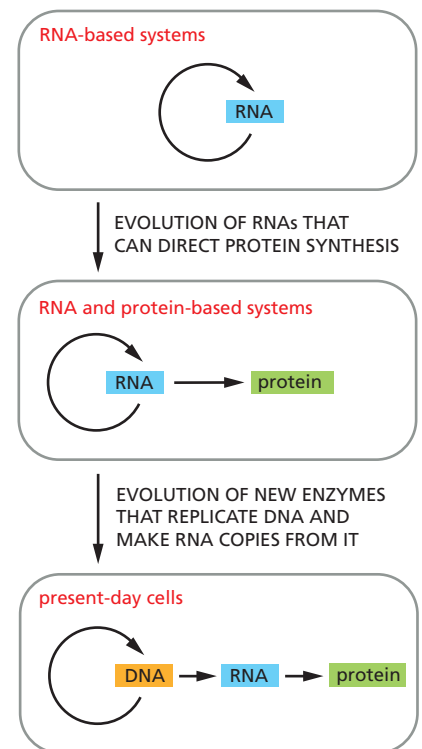 RNA-based systems
RNA
EVOLUTION OF RNAs THAT
CAN DIRECT PROTEIN SYNTHESIS
RNA and protein-based systems
RNA
protein
EVOLUTION OF NEW ENZYMES
THAT REPLICATE DNA AND
MAKE RNA COPIES FROM IT
present-day cells
DNA
RNA
protein